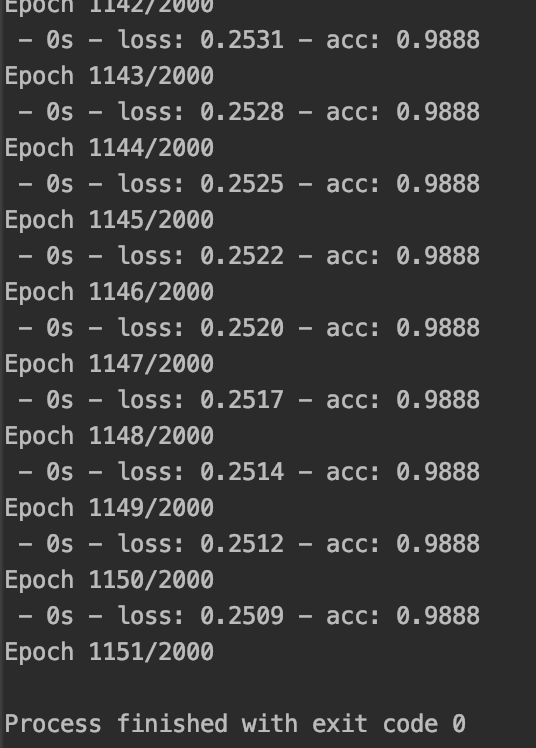 Epoch 1142/2000
 - 0s - loss: 0.2531 - acc: 0.9888
Epoch 1143/2000
 - 0s - loss: 0.2528 - acc: 0.9888
Epoch 1144/2000
 - 0s - loss: 0.2525 - acc: 0.9888
Epoch 1145/2000
 - 0s - loss: 0.2522 - acc: 0.9888
Epoch 1146/2000
 - 0s - loss: 0.2520 - acc: 0.9888
Epoch 1147/2000
 - 0s - loss: 0.2517 - acc: 0.9888
Epoch 1148/2000
 - 0s - loss: 0.2514 - acc: 0.9888
Epoch 1149/2000
 - 0s - loss: 0.2512 - acc: 0.9888
Epoch 1150/2000
 - 0s - loss: 0.2509 - acc: 0.9888
Epoch 1151/2000
Process finished with exit code 0